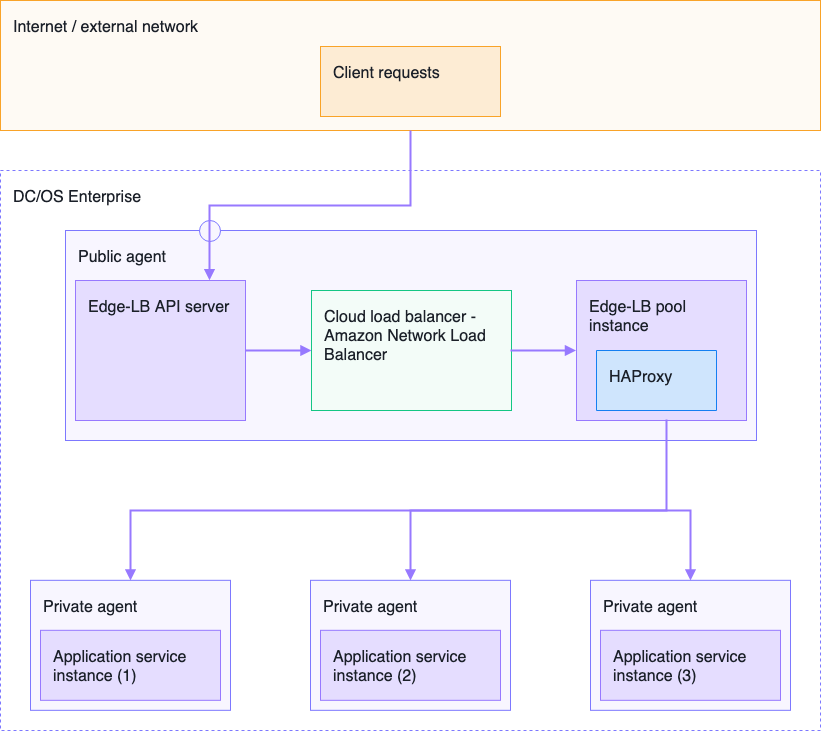 Internet / external network
Client requests
DC/OS Enterprise
Public agent
Edge-LB API server
Cloud load balancer -
Amazon Network Load
Balancer
Edge-LB pool
instance
HAProxy
Private agent
Application service
instance (1)
Private agent
Application service
instance (2)
Private agent
Application service
instance (3)